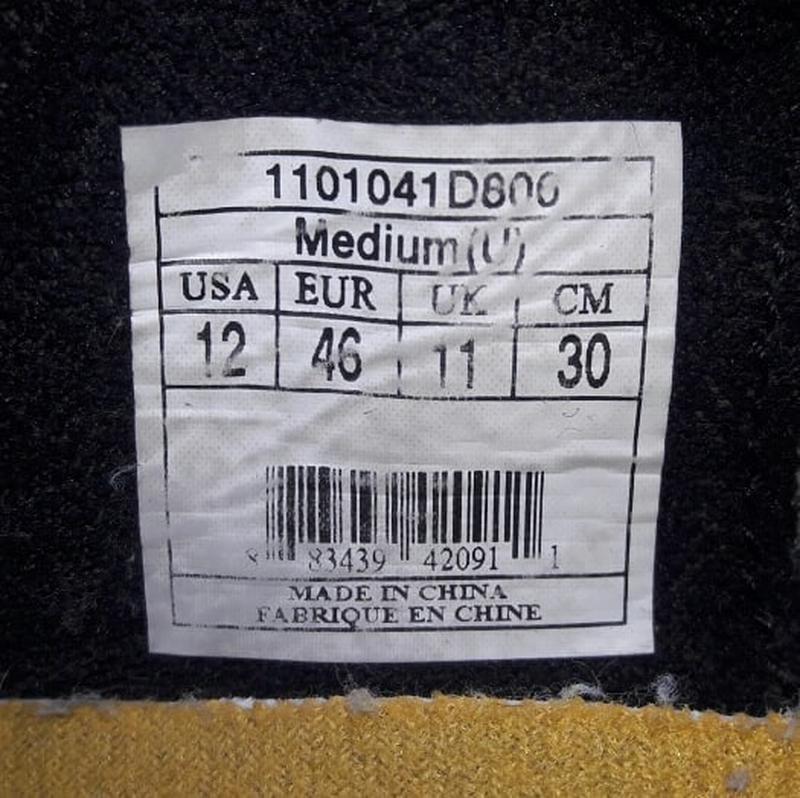 1101041D800
Medium(U)
USA EUR UK CM
12 46 11 30
8 83439 42091 1
MADE IN CHINA
FABRIQUE EN CHINE